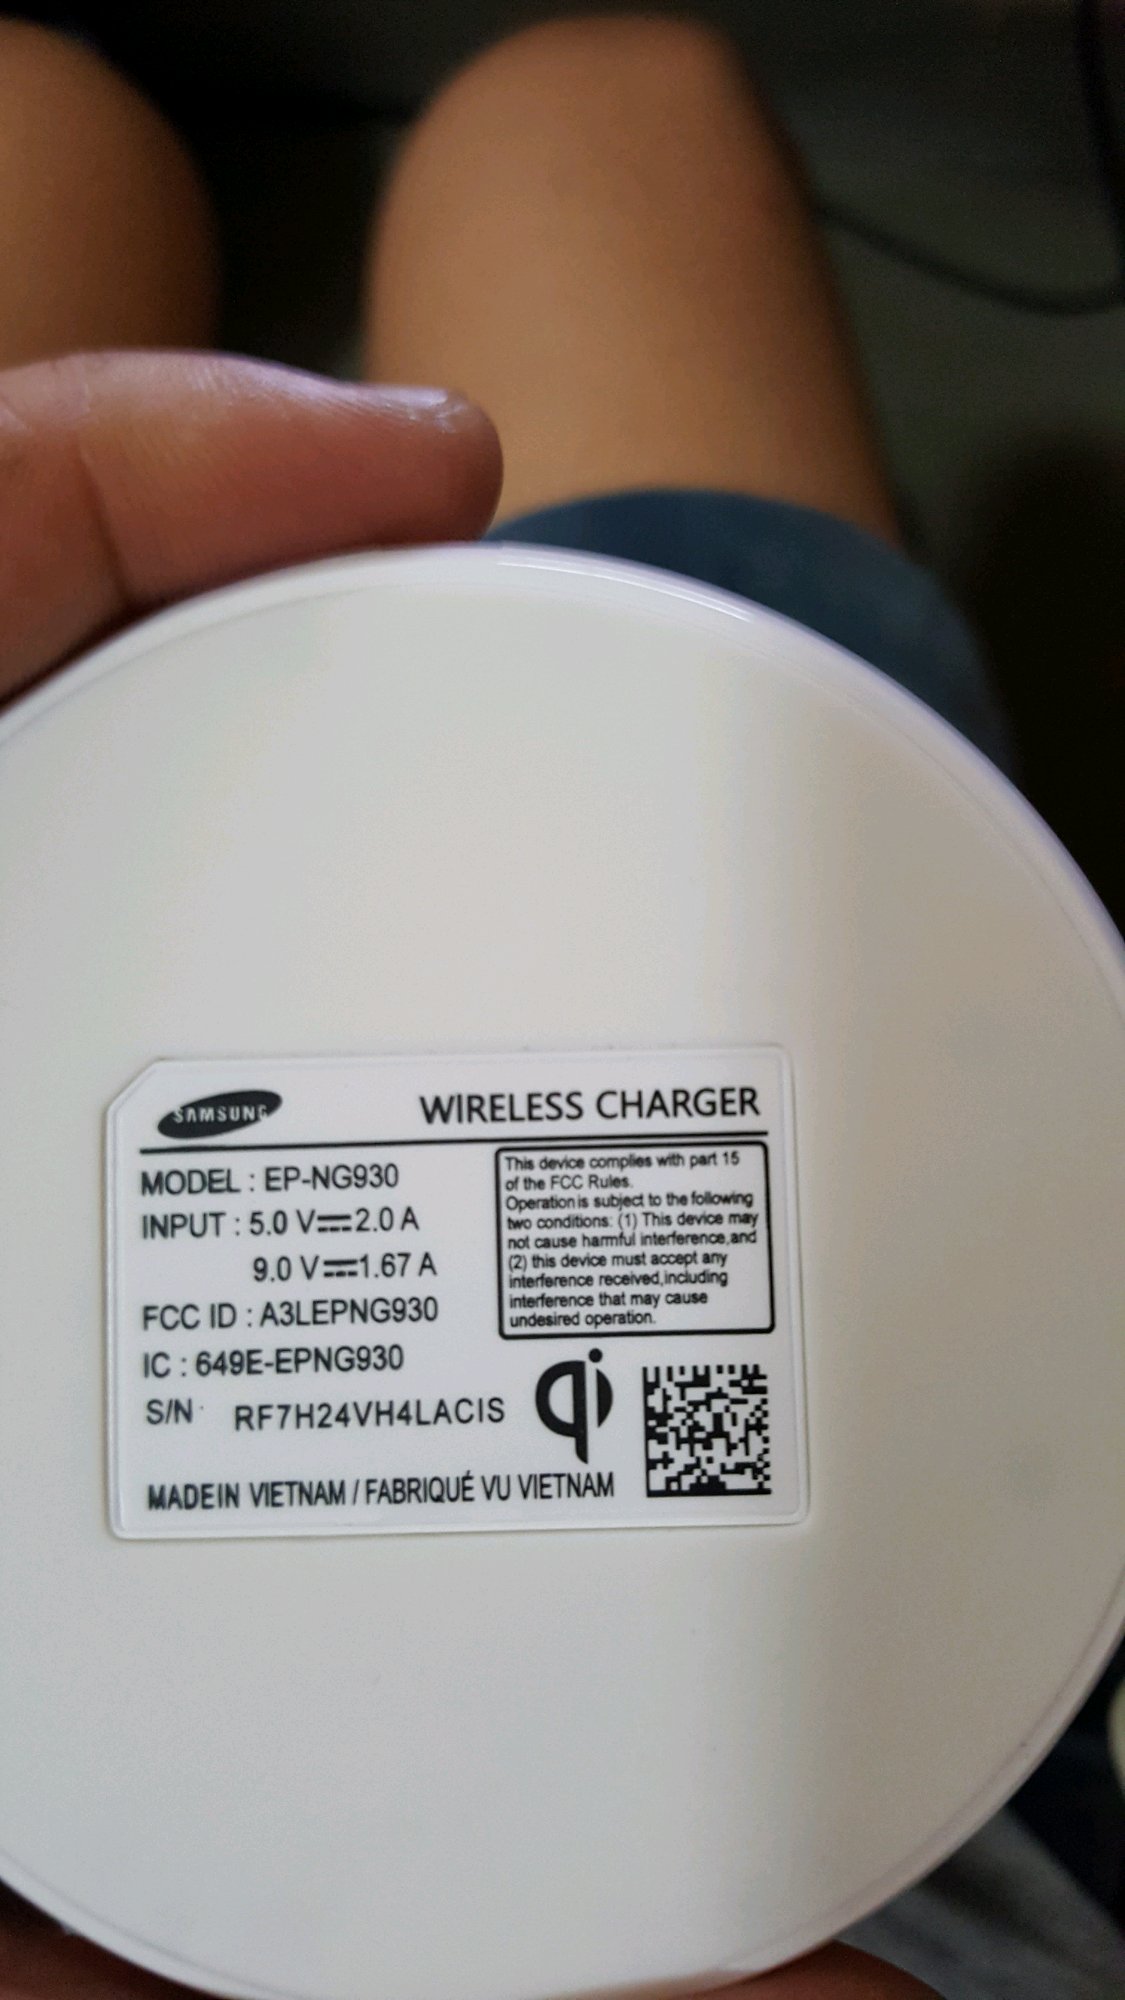 SAMSUNG
WIRELESS CHARGER
MODEL : EP-NG930
INPUT : 5.0 V⎓2.0 A
9.0 V⎓1.67 A
FCC ID : A3LEPNG930
IC : 649E-EPNG930
S/N RF7H24VH4LACIS
This device complies with part 15
of the FCC Rules.
Operation is subject to the following
two conditions: (1) This device may
not cause harmful interference,and
(2) this device must accept any
interference received,including
interference that may cause
undesired operation.
qi
MADE IN VIETNAM / FABRIQUÉ VU VIETNAM